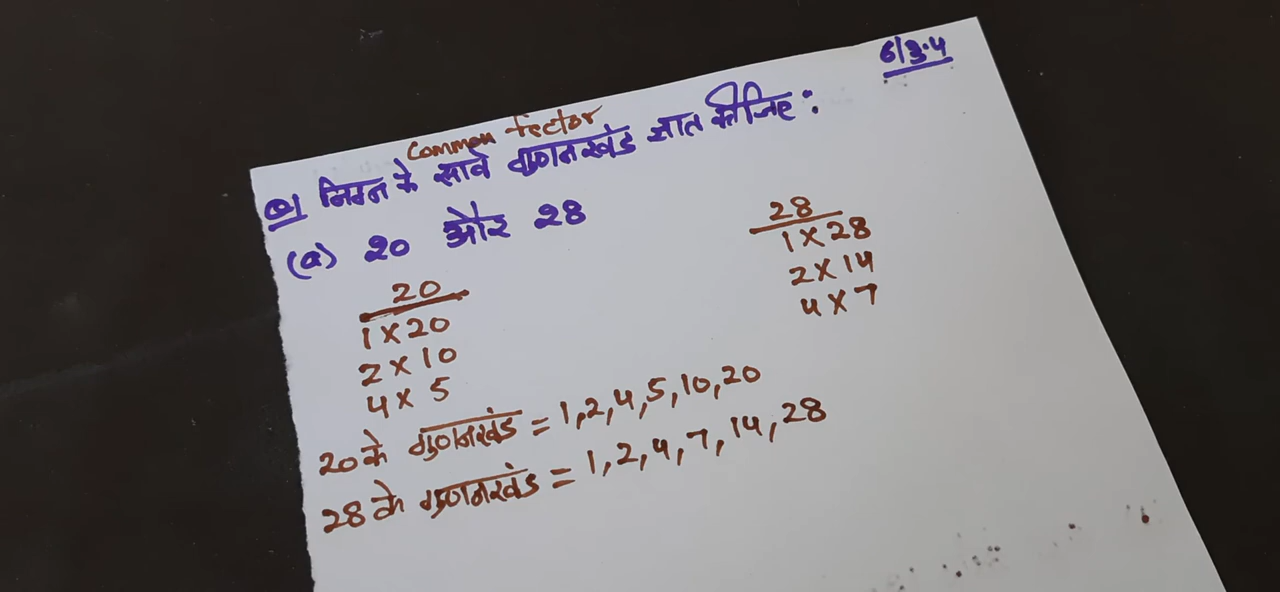 6/3.4
Common fector
Q1 निम्न के सार्व गुणनखंड ज्ञात कीजिए:
(a) 20 और 28
20
1 x 20
2 x 10
4 x 5
28
1 x 28
2 x 14
4 x 7
20 के गुणनखंड = 1,2,4,5,10,20
28 के गुणनखंड = 1,2,4,7,14,28